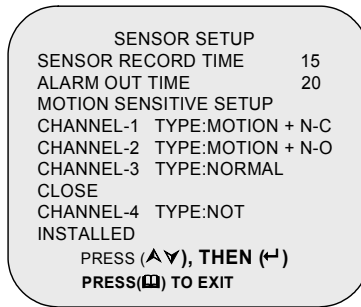 SENSOR SETUP
SENSOR RECORD TIME 15
ALARM OUT TIME 20
MOTION SENSITIVE SETUP
CHANNEL-1 TYPE:MOTION + N-C
CHANNEL-2 TYPE:MOTION + N-O
CHANNEL-3 TYPE:NORMAL
CLOSE
CHANNEL-4 TYPE:NOT
INSTALLED
PRESS (⮝⮟), THEN (↵)
PRESS(🕮) TO EXIT